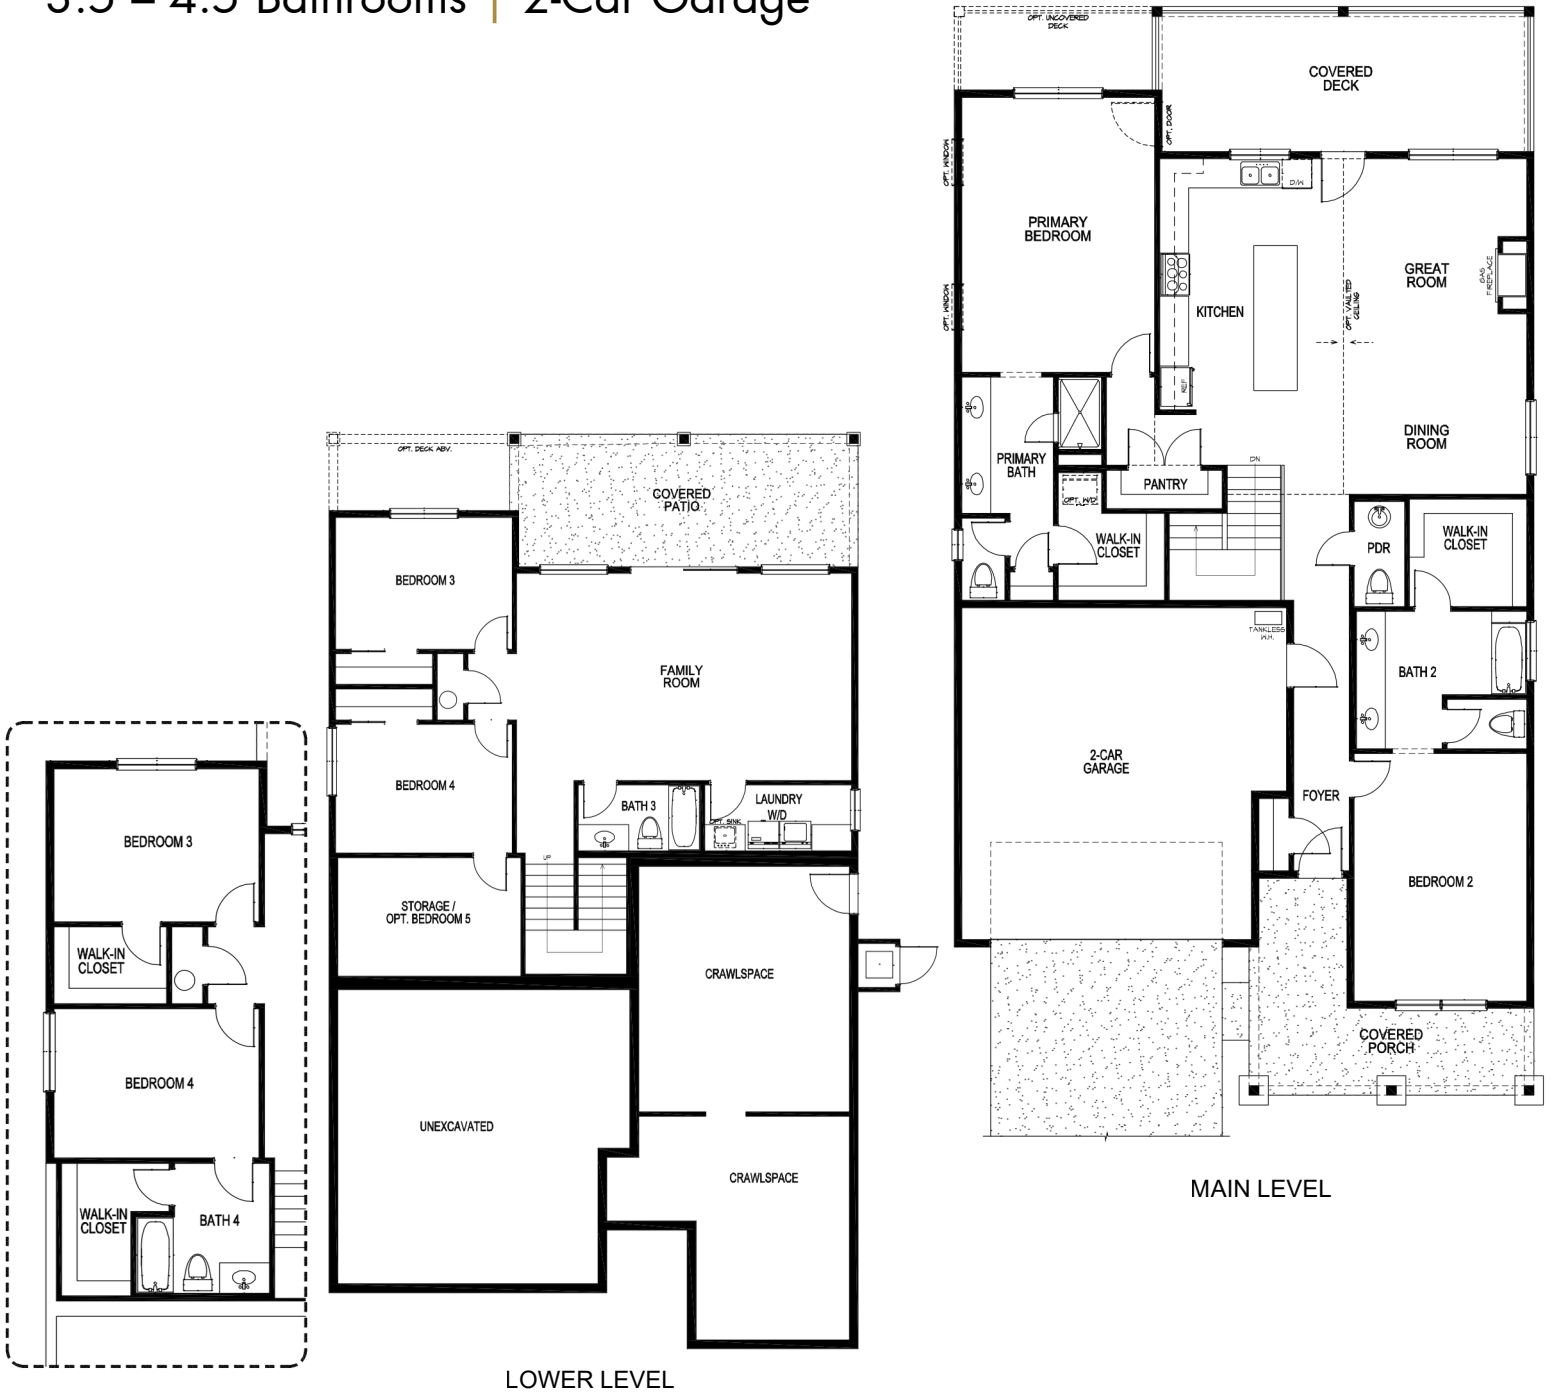 3.5 – 4.5 Bathrooms | 2-Car Garage
OPT. UNCOVERED
DECK
COVERED
DECK
OPT. DOOR
OPT. WINDOW
D/W
PRIMARY
BEDROOM
GREAT
ROOM
GAS
FIREPLACE
OPT. WINDOW
KITCHEN
OPT. VAULTED
CEILING
REF
DINING
ROOM
PRIMARY
BATH
DN
PANTRY
OPT. W/D
WALK-IN
CLOSET
PDR
WALK-IN
CLOSET
TANKLESS
W.H.
BATH 2
2-CAR
GARAGE
FOYER
BEDROOM 2
COVERED
PORCH
MAIN LEVEL
OPT. DECK ABV.
COVERED
PATIO
BEDROOM 3
FAMILY
ROOM
BEDROOM 4
BATH 3
OPT. SINK
LAUNDRY
W/D
UP
STORAGE /
OPT. BEDROOM 5
CRAWLSPACE
UNEXCAVATED
CRAWLSPACE
LOWER LEVEL
BEDROOM 3
WALK-IN
CLOSET
BEDROOM 4
WALK-IN
CLOSET
BATH 4